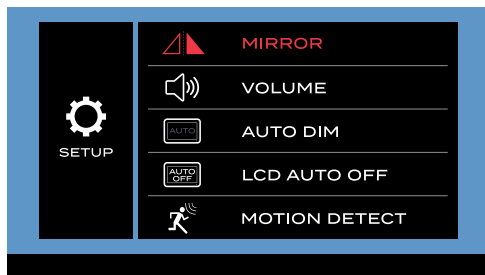 SETUP
MIRROR
VOLUME
AUTO
AUTO DIM
AUTO
OFF
LCD AUTO OFF
MOTION DETECT